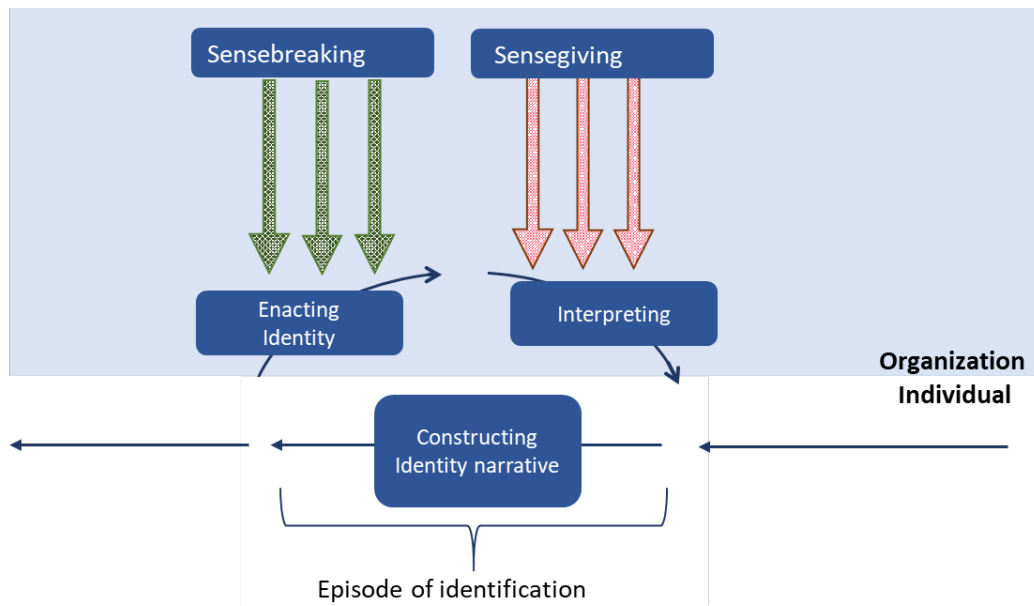 Sensebreaking
Sensegiving
Enacting
Identity
Interpreting
Organization
Individual
Constructing
Identity narrative
Episode of identification